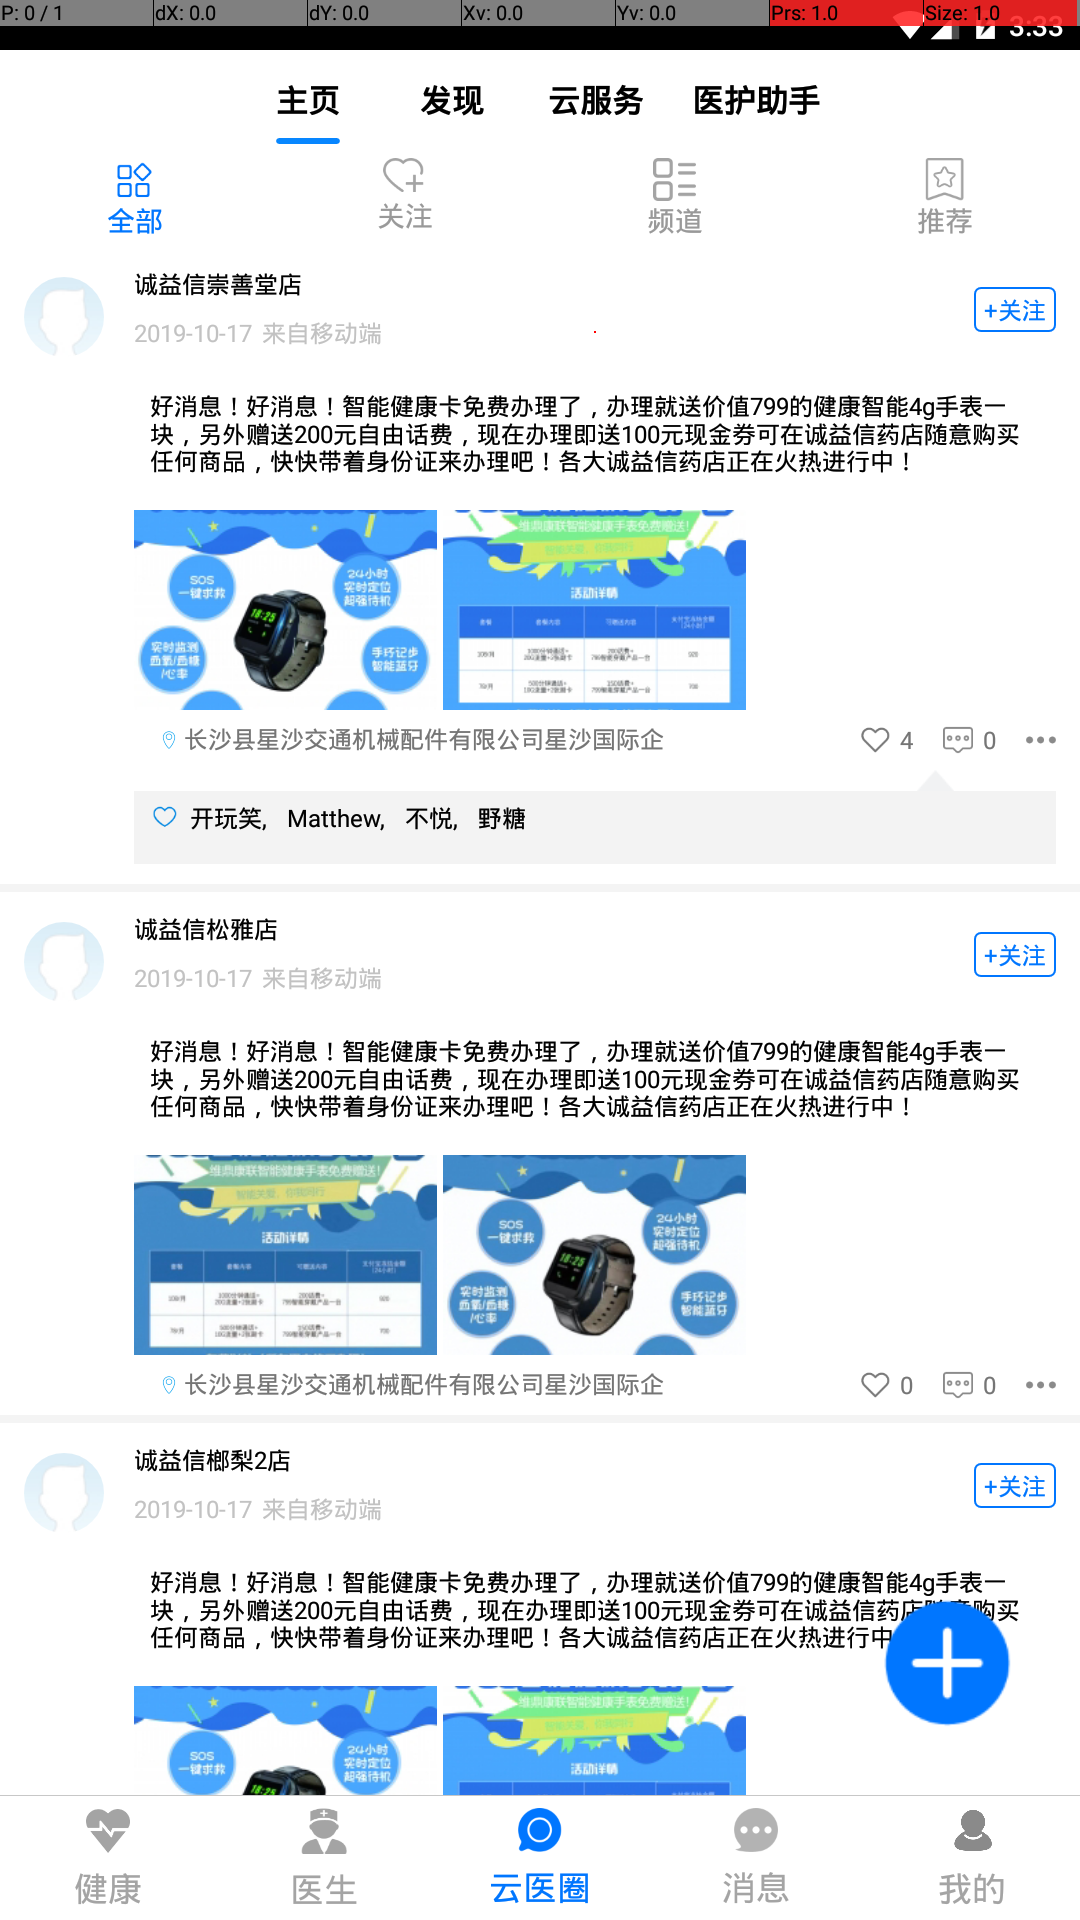 P: 0 / 1 dX: 0.0 dY: 0.0 Xv: 0.0 Yv: 0.0 Prs: 1.0 Size: 1.0
3:33
主页 发现 云服务 医护助手
全部 关注 频道 推荐
诚益信崇善堂店
+关注
2019-10-17 来自移动端
好消息！好消息！智能健康卡免费办理了，办理就送价值799的健康智能4g手表一
块，另外赠送200元自由话费，现在办理即送100元现金券可在诚益信药店随意购买
任何商品，快快带着身份证来办理吧！各大诚益信药店正在火热进行中！
SOS
一键求救
24小时
实时定位
超强待机
18:25
实时监测
血氧/血糖
/心率
手环记步
智能蓝牙
维鼎康联智能健康手表免费赠送!
智能关爱，你我同行
活动详情
长沙县星沙交通机械配件有限公司星沙国际企
4 0
开玩笑, Matthew, 不悦, 野糖
诚益信松雅店
+关注
2019-10-17 来自移动端
好消息！好消息！智能健康卡免费办理了，办理就送价值799的健康智能4g手表一
块，另外赠送200元自由话费，现在办理即送100元现金券可在诚益信药店随意购买
任何商品，快快带着身份证来办理吧！各大诚益信药店正在火热进行中！
维鼎康联智能健康手表免费赠送!
智能关爱，你我同行
活动详情
SOS
一键求救
24小时
实时定位
超强待机
18:25
实时监测
血氧/血糖
/心率
手环记步
智能蓝牙
长沙县星沙交通机械配件有限公司星沙国际企
0 0
诚益信榔梨2店
+关注
2019-10-17 来自移动端
好消息！好消息！智能健康卡免费办理了，办理就送价值799的健康智能4g手表一
块，另外赠送200元自由话费，现在办理即送100元现金券可在诚益信药店随意购买
任何商品，快快带着身份证来办理吧！各大诚益信药店正在火热进行中
SOS
一键求救
24小时
实时定位
超强待机
18:25
维鼎康联智能健康手表免费赠送!
智能关爱，你我同行
活动详情
健康 医生 云医圈 消息 我的